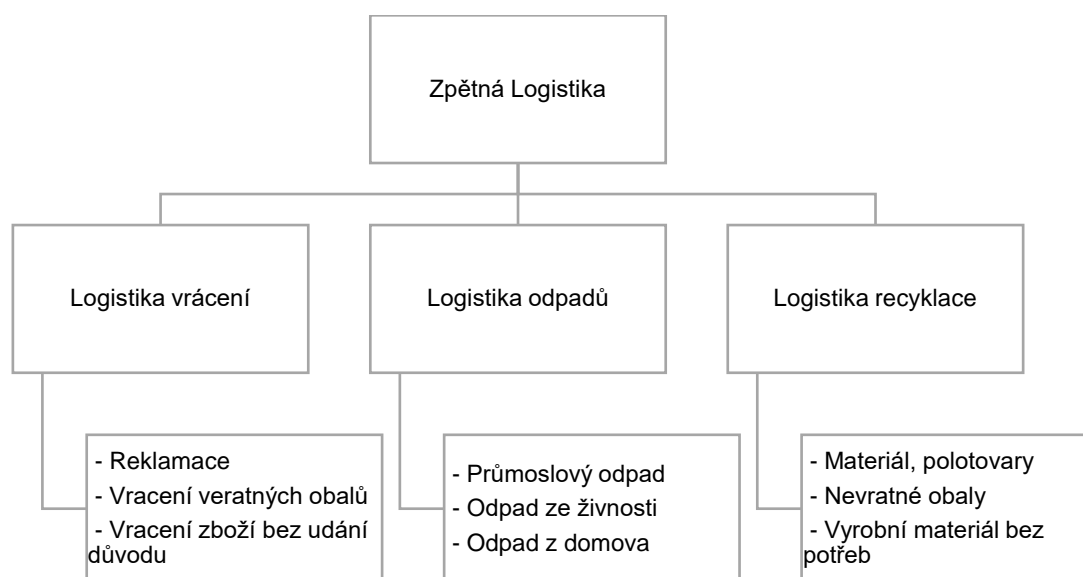 Zpětná Logistika
Logistika vrácení
Logistika odpadů
Logistika recyklace
- Reklamace
- Vracení veratných obalů
- Vracení zboží bez udání
důvodu
- Průmoslový odpad
- Odpad ze živnosti
- Odpad z domova
- Materiál, polotovary
- Nevratné obaly
- Vyrobní materiál bez
potřeb